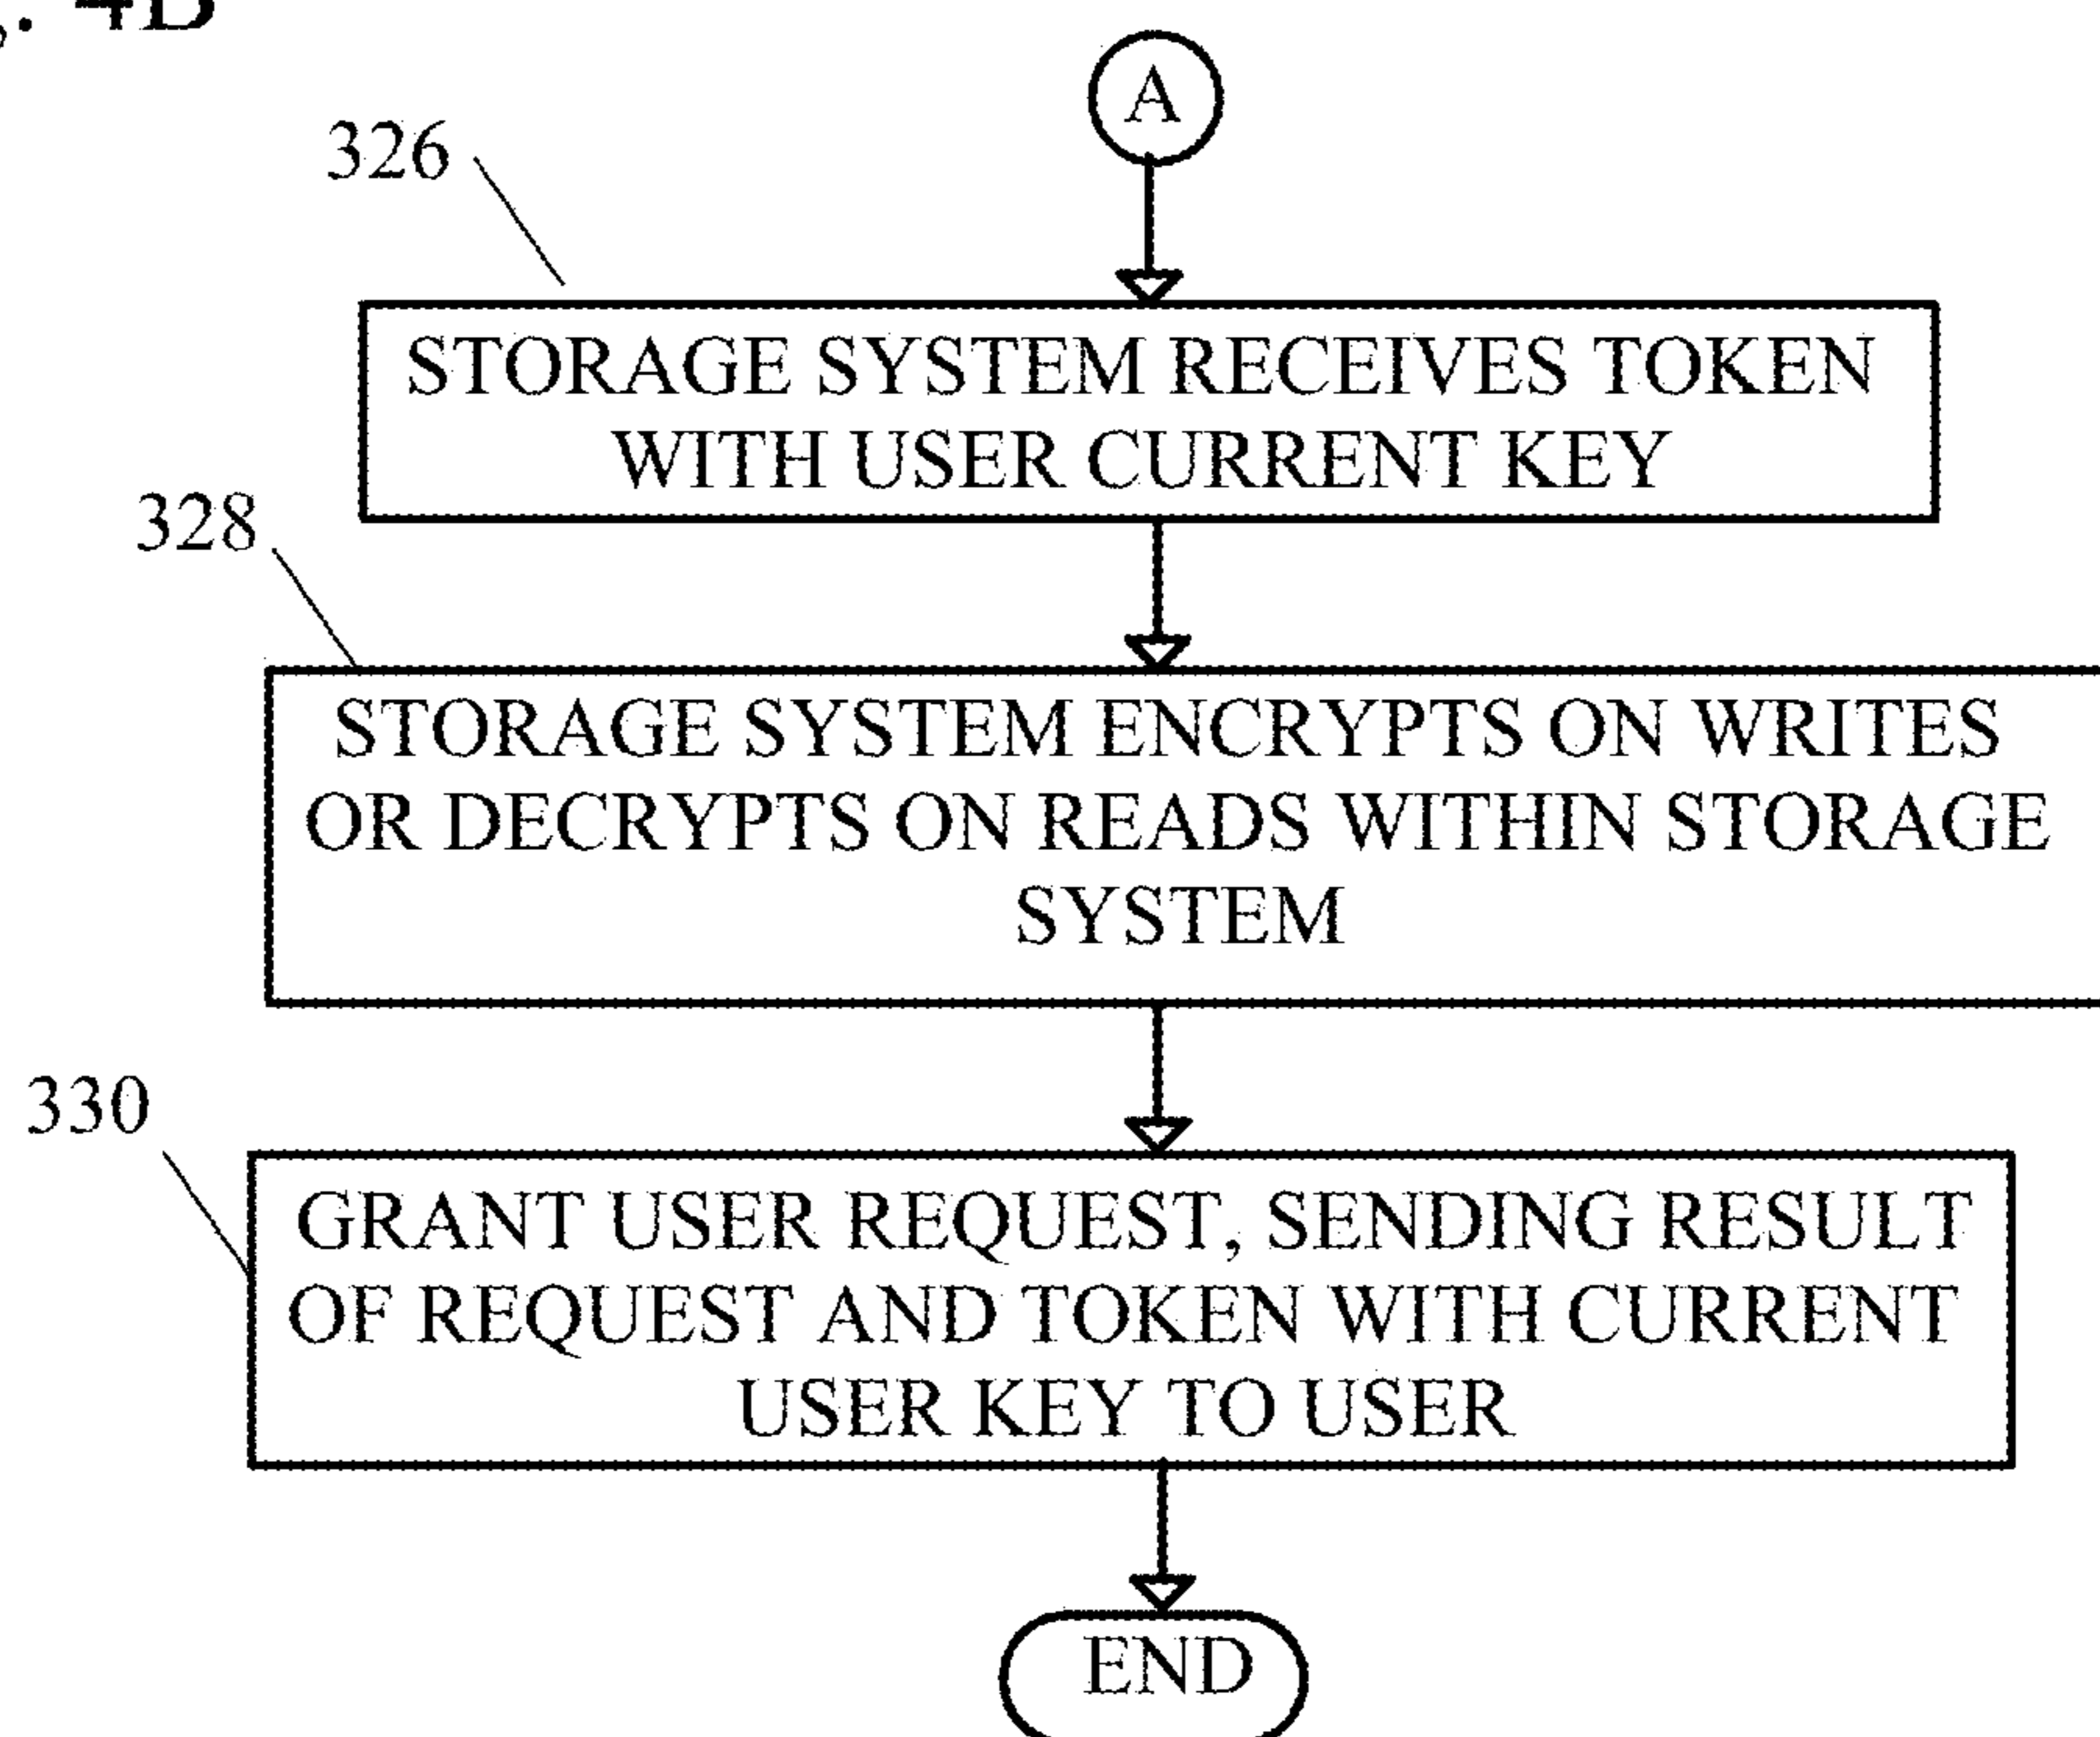 . 4B
A
326
STORAGE SYSTEM RECEIVES TOKEN
WITH USER CURRENT KEY
328
STORAGE SYSTEM ENCRYPTS ON WRITES
OR DECRYPTS ON READS WITHIN STORAGE
SYSTEM
330
GRANT USER REQUEST, SENDING RESULT
OF REQUEST AND TOKEN WITH CURRENT
USER KEY TO USER
END